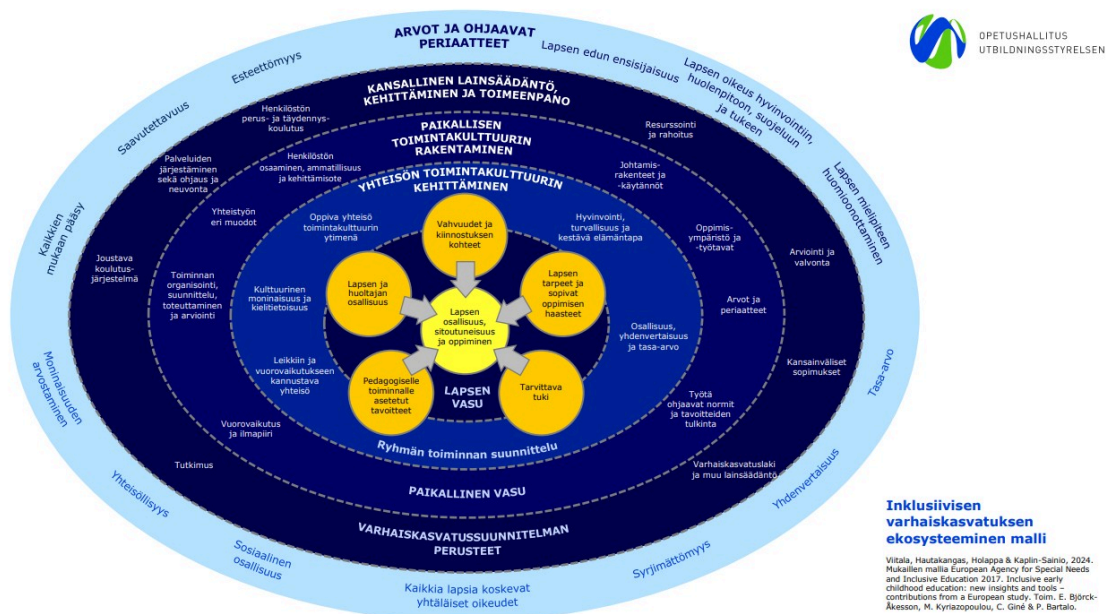 ARVOT JA OHJAAVAT
PERIAATTEET
Lapsen edun ensisijaisuus
Lapsen oikeus hyvinvointiin,
huolenpitoon, suojeluun
ja tukeen
Lapsen mielipiteen
huomioonottaminen
Tasa-arvo
Yhdenvertaisuus
Syrjimättömyys
Kaikkia lapsia koskevat
yhtäläiset oikeudet
Sosiaalinen
osallisuus
Yhteisöllisyys
Moninaisuuden
arvostaminen
Kaikkien
mukaan pääsy
Saavutettavuus
Esteettömyys
KANSALLINEN LAINSÄÄDÄNTÖ,
KEHITTÄMINEN JA TOIMEENPANO
Resurssointi
ja rahoitus
Arviointi ja
valvonta
Kansainväliset
sopimukset
Varhaiskasvatuslaki
ja muu lainsäädäntö
VARHAISKASVATUSSUUNNITELMAN
PERUSTEET
Tutkimus
Joustava
koulutus-
järjestelmä
Palveluiden
järjestäminen
sekä ohjaus ja
neuvonta
Henkilöstön
perus- ja täydennys-
koulutus
PAIKALLISEN
TOIMINTAKULTTUURIN
RAKENTAMINEN
Johtamis-
rakenteet ja
-käytännöt
Oppimis-
ympäristö ja
-työtavat
Arvot ja
periaatteet
Työtä
ohjaavat normit
ja tavoitteiden
tulkinta
PAIKALLINEN VASU
Vuorovaikutus
ja ilmapiiri
Toiminnan
organisointi,
suunnittelu,
toteuttaminen
ja arviointi
Yhteistyön
eri muodot
Henkilöstön
osaaminen, ammatillisuus
ja kehittämisote
YHTEISÖN TOIMINTAKULTTUURIN
KEHITTÄMINEN
Hyvinvointi,
turvallisuus ja
kestävä elämäntapa
Osallisuus,
yhdenvertaisuus
ja tasa-arvo
Ryhmän toiminnan suunnittelu
Leikkiin ja
vuorovaikutukseen
kannustava
yhteisö
Kulttuurinen
moninaisuus ja
kielitietoisuus
Oppiva yhteisö
toimintakulttuurin
ytimenä
Vahvuudet ja
kiinnostuksen
kohteet
Lapsen
tarpeet ja
sopivat
oppimisen
haasteet
Tarvittava
tuki
LAPSEN
VASU
Pedagogiselle
toiminnalle
asetetut
tavoitteet
Lapsen ja
huoltajan
osallisuus
Lapsen
osallisuus,
sitoutuneisuus
ja oppiminen
OPETUSHALLITUS
UTBILDNINGSSTYRELSEN
Inklusiivisen
varhaiskasvatuksen
ekosysteeminen malli
Viitala, Hautakangas, Holappa & Kaplin-Sainio, 2024.
Mukaillen mallia European Agency for Special Needs
and Inclusive Education 2017. Inclusive early
childhood education: new insights and tools –
contributions from a European study. Toim. E. Björck-
Åkesson, M. Kyriazopoulou, C. Giné & P. Bartalo.